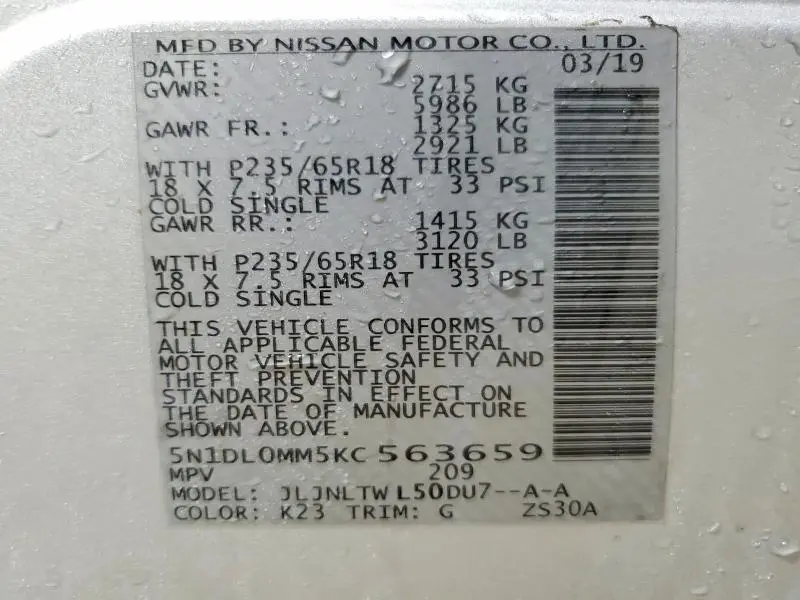 MFD BY NISSAN MOTOR CO., LTD.
DATE: 03/19
GVWR: 2715 KG
5986 LB
GAWR FR.: 1325 KG
2921 LB
WITH P235/65R18 TIRES
18 X 7.5 RIMS AT 33 PSI
COLD SINGLE
GAWR RR.: 1415 KG
3120 LB
WITH P235/65R18 TIRES
18 X 7.5 RIMS AT 33 PSI
COLD SINGLE
THIS VEHICLE CONFORMS TO
ALL APPLICABLE FEDERAL
MOTOR VEHICLE SAFETY AND
THEFT PREVENTION
STANDARDS IN EFFECT ON
THE DATE OF MANUFACTURE
SHOWN ABOVE.
5N1DL0MM5KC 563659
MPV 209
MODEL: JLJNLTW L50DU7--A-A
COLOR: K23 TRIM: G ZS30A